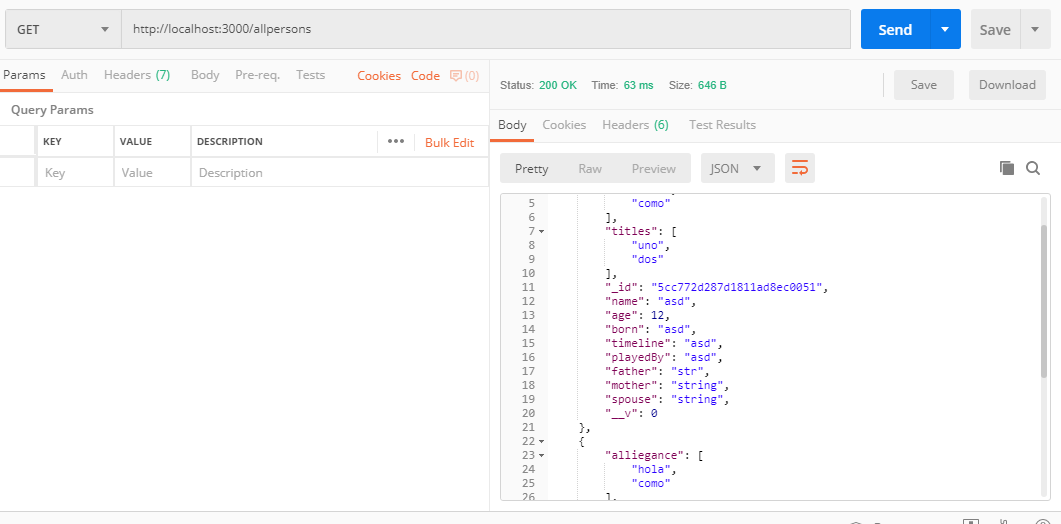 GET http://localhost:3000/allpersons Send Save
Params Auth Headers (7) Body Pre-req. Tests Cookies Code (0)
Query Params
KEY VALUE DESCRIPTION ••• Bulk Edit
Key Value Description
Status: 200 OK Time: 63 ms Size: 646 B Save Download
Body Cookies Headers (6) Test Results
Pretty Raw Preview JSON
5 "como"
6 ],
7 "titles": [
8 "uno",
9 "dos"
10 ],
11 "_id": "5cc772d287d1811ad8ec0051",
12 "name": "asd",
13 "age": 12,
14 "born": "asd",
15 "timeline": "asd",
16 "playedBy": "asd",
17 "father": "str",
18 "mother": "string",
19 "spouse": "string",
20 "__v": 0
21 },
22 {
23 "alliegance": [
24 "hola",
25 "como"
26 ],